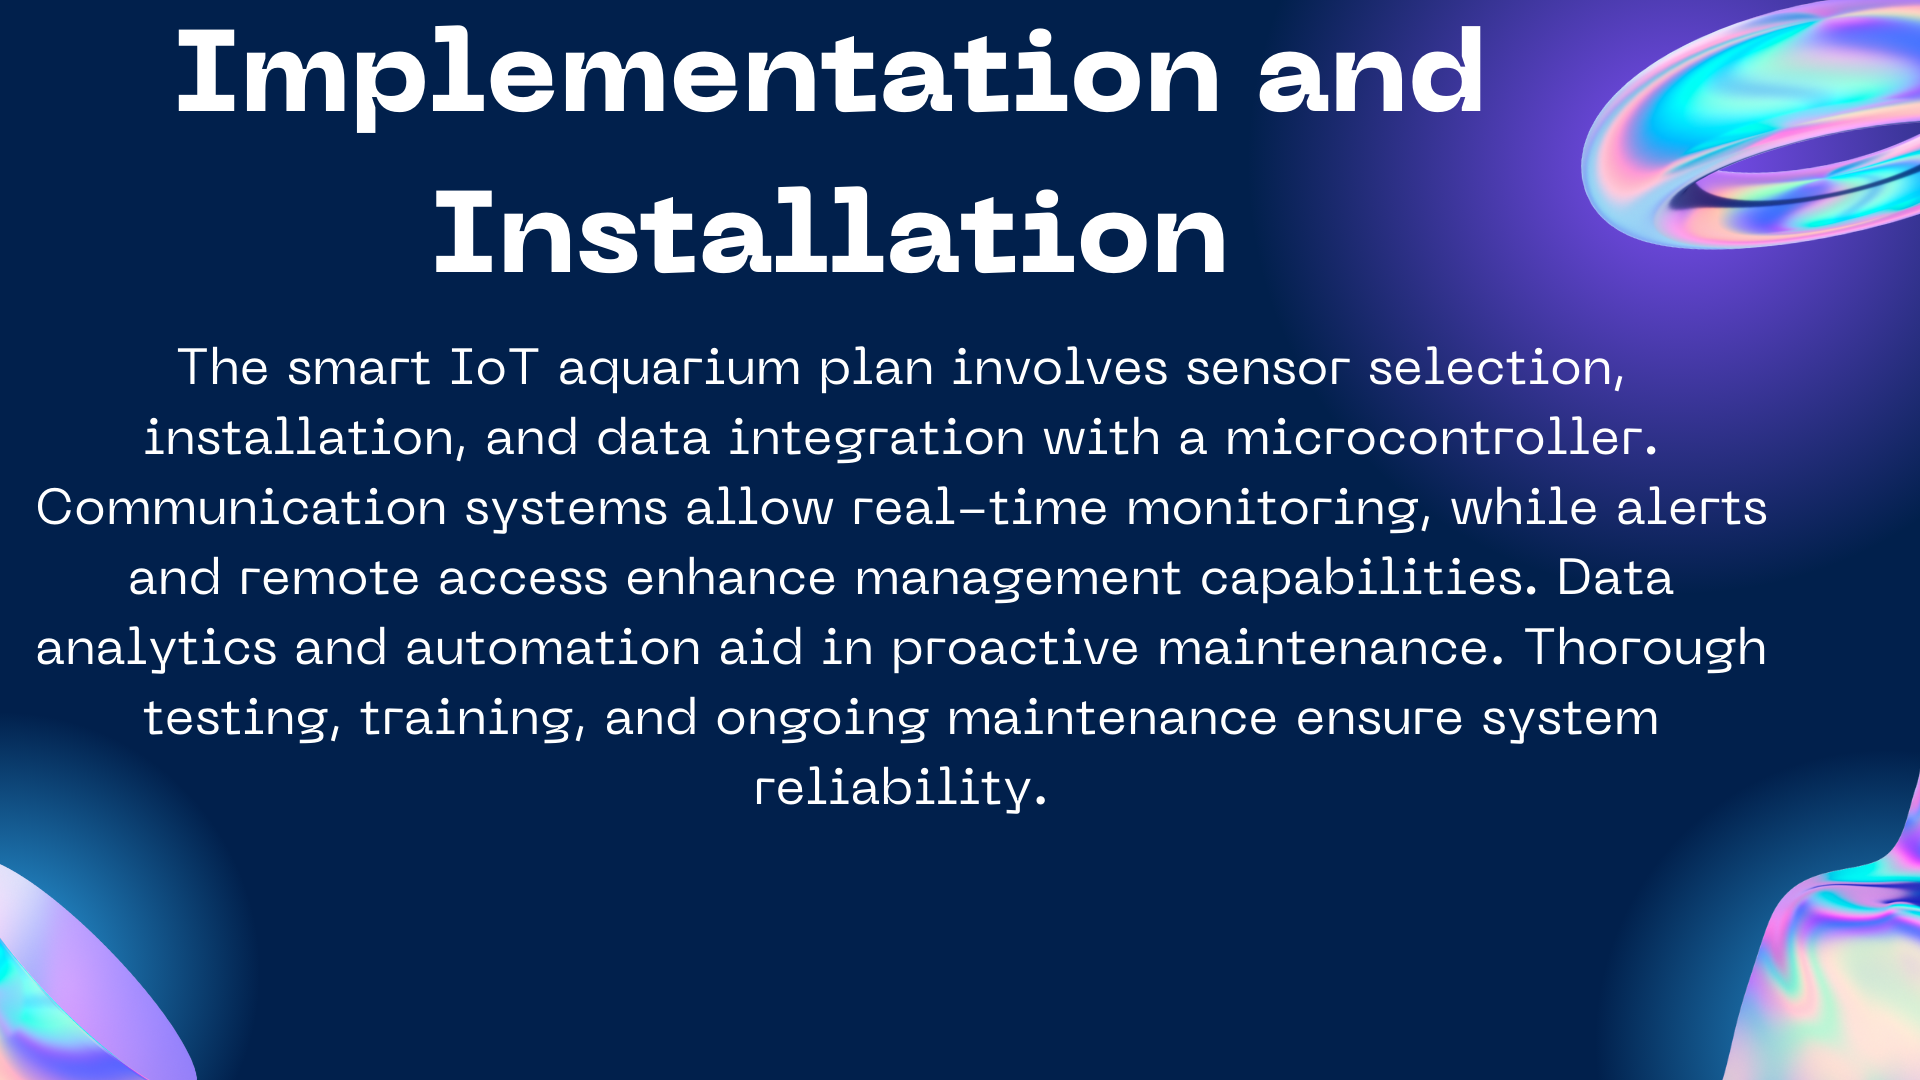 Implementation and
Installation
The smart IoT aquarium plan involves sensor selection,
installation, and data integration with a microcontroller.
Communication systems allow real-time monitoring, while alerts
and remote access enhance management capabilities. Data
analytics and automation aid in proactive maintenance. Thorough
testing, training, and ongoing maintenance ensure system
reliability.